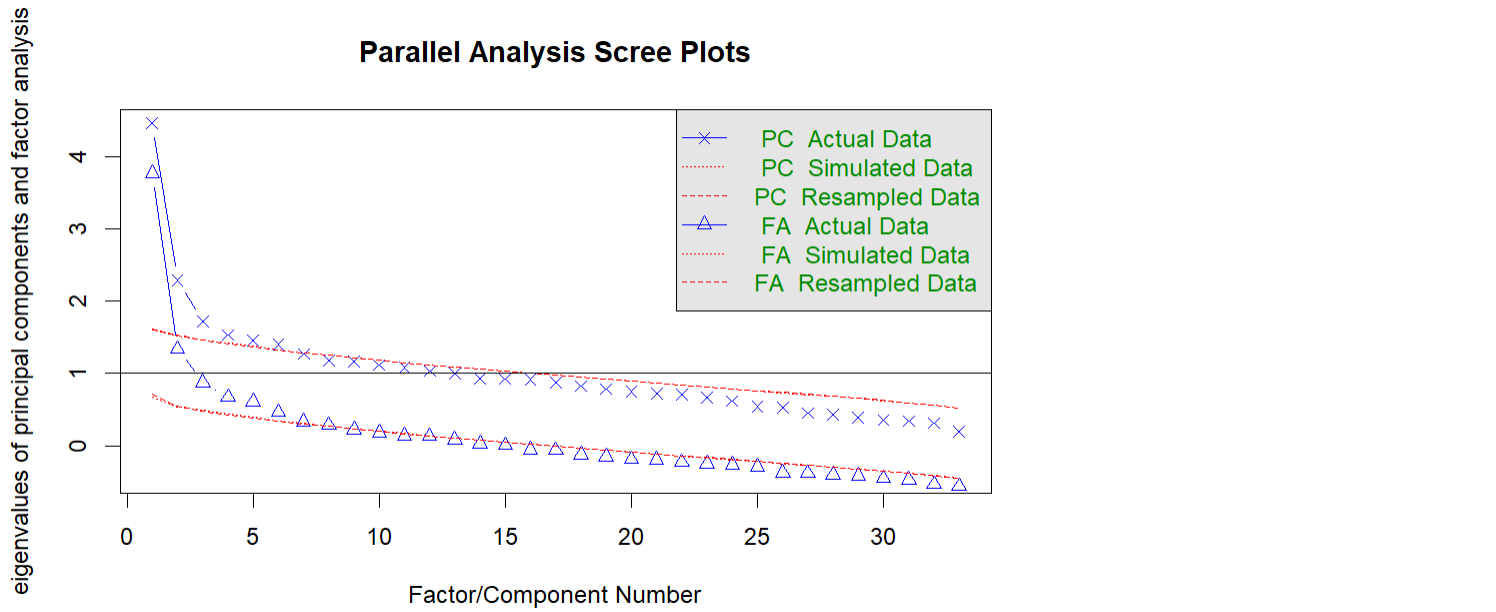 Parallel Analysis Scree Plots
eigenvalues of principal components and factor analysis
4
3
2
1
0
PC Actual Data
PC Simulated Data
PC Resampled Data
FA Actual Data
FA Simulated Data
FA Resampled Data
0 5 10 15 20 25 30
Factor/Component Number